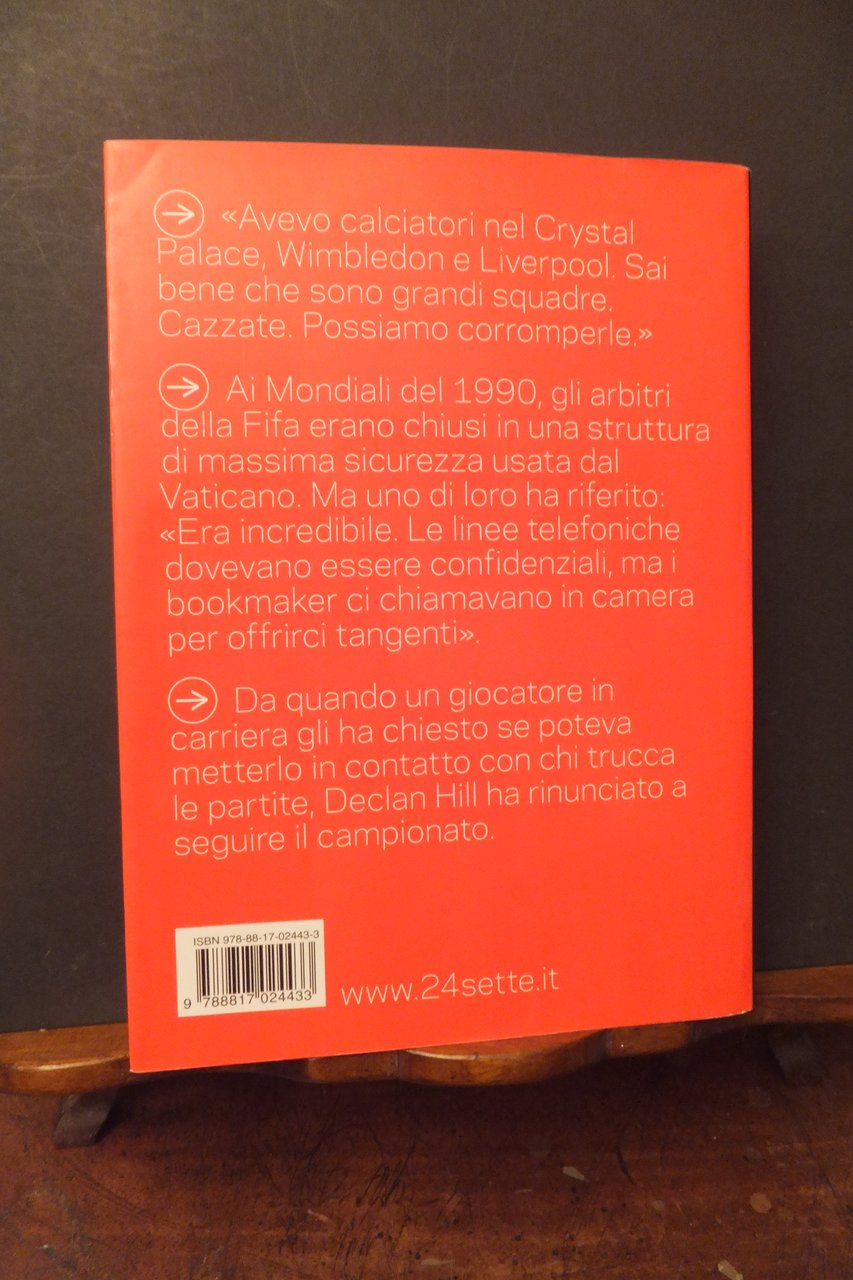 «Avevo calciatori nel Crystal
Palace, Wimbledon e Liverpool. Sai
bene che sono grandi squadre.
Cazzate. Possiamo corromperle.»
Ai Mondiali del 1990, gli arbitri
della Fifa erano chiusi in una struttura
di massima sicurezza usata dal
Vaticano. Ma uno di loro ha riferito:
«Era incredibile. Le linee telefoniche
dovevano essere confidenziali, ma i
bookmaker ci chiamavano in camera
per offrirci tangenti».
Da quando un giocatore in
carriera gli ha chiesto se poteva
metterlo in contatto con chi trucca
le partite, Declan Hill ha rinunciato a
seguire il campionato.
ISBN 978-88-17-02443-3
9 788817 024433
www.24sette.it